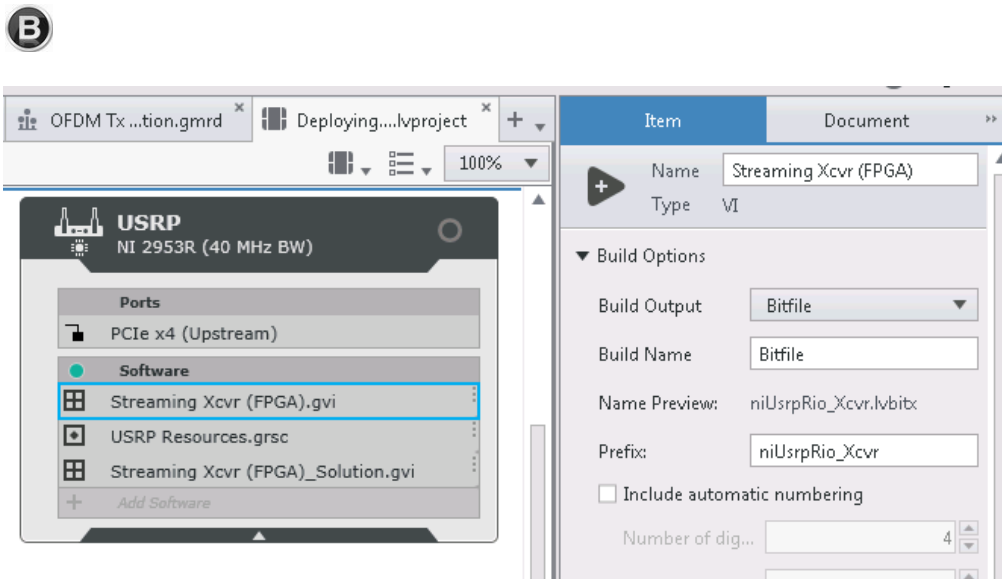 B
OFDM Tx ...tion.gmrd
Deploying....lvproject
100%
USRP
NI 2953R (40 MHz BW)
Ports
PCIe x4 (Upstream)
Software
Streaming Xcvr (FPGA).gvi
USRP Resources.grsc
Streaming Xcvr (FPGA)_Solution.gvi
Add Software
Item
Document
Name Streaming Xcvr (FPGA)
Type VI
Build Options
Build Output Bitfile
Build Name Bitfile
Name Preview: niUsrpRio_Xcvr.lvbitx
Prefix: niUsrpRio_Xcvr
Include automatic numbering
Number of dig... 4